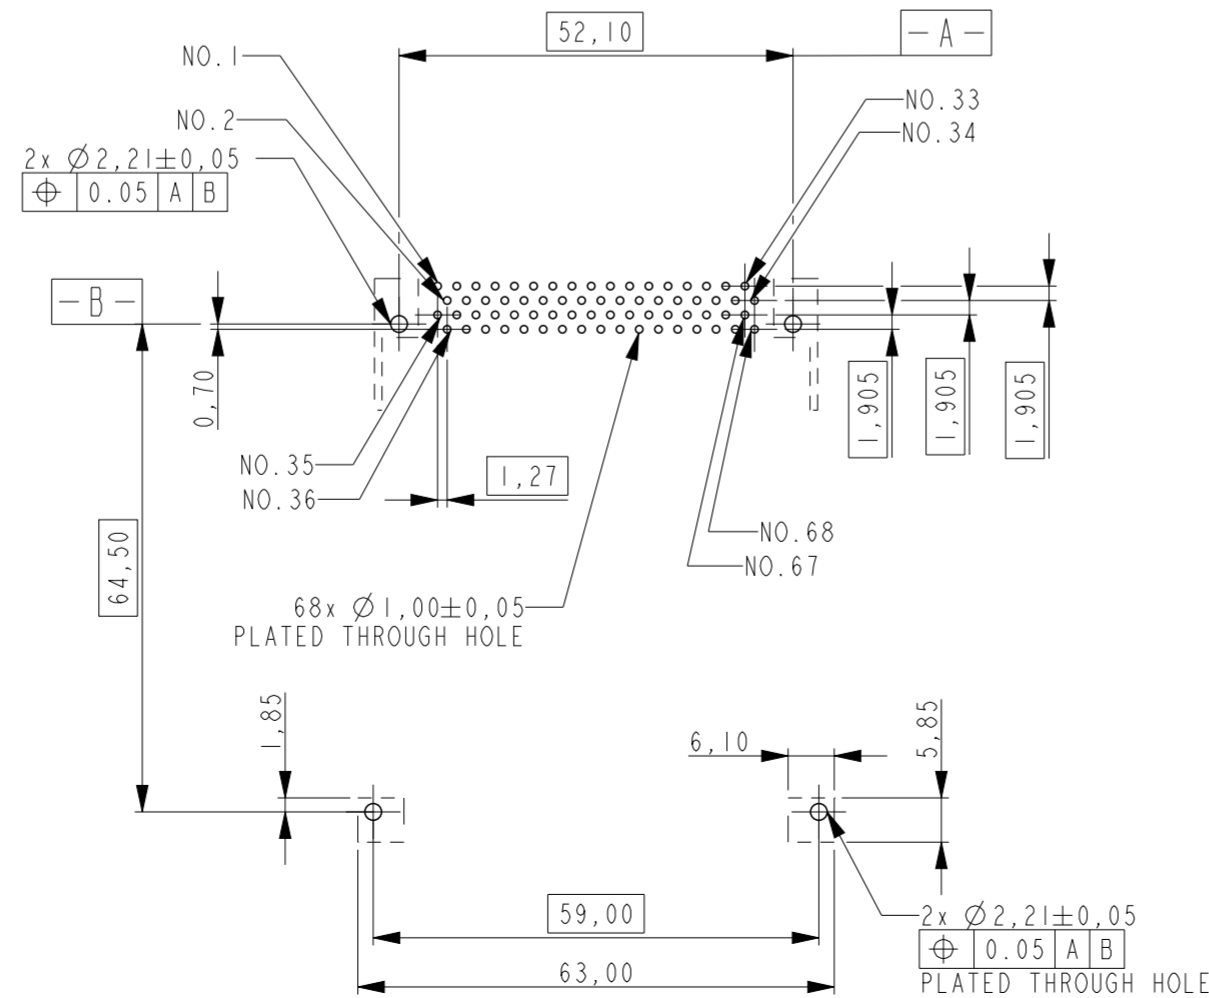 52,10
-A-
NO.1
NO.33
NO.2
NO.34
2x Ø2,21±0,05
⌖ 0.05 A B
-B-
0,70
1,905
1,905
1,905
NO.35
1,27
NO.36
NO.68
NO.67
64,50
68x Ø1,00±0,05
PLATED THROUGH HOLE
1,85
6,10
5,85
59,00
2x Ø2,21±0,05
⌖ 0.05 A B
63,00
PLATED THROUGH HOLE